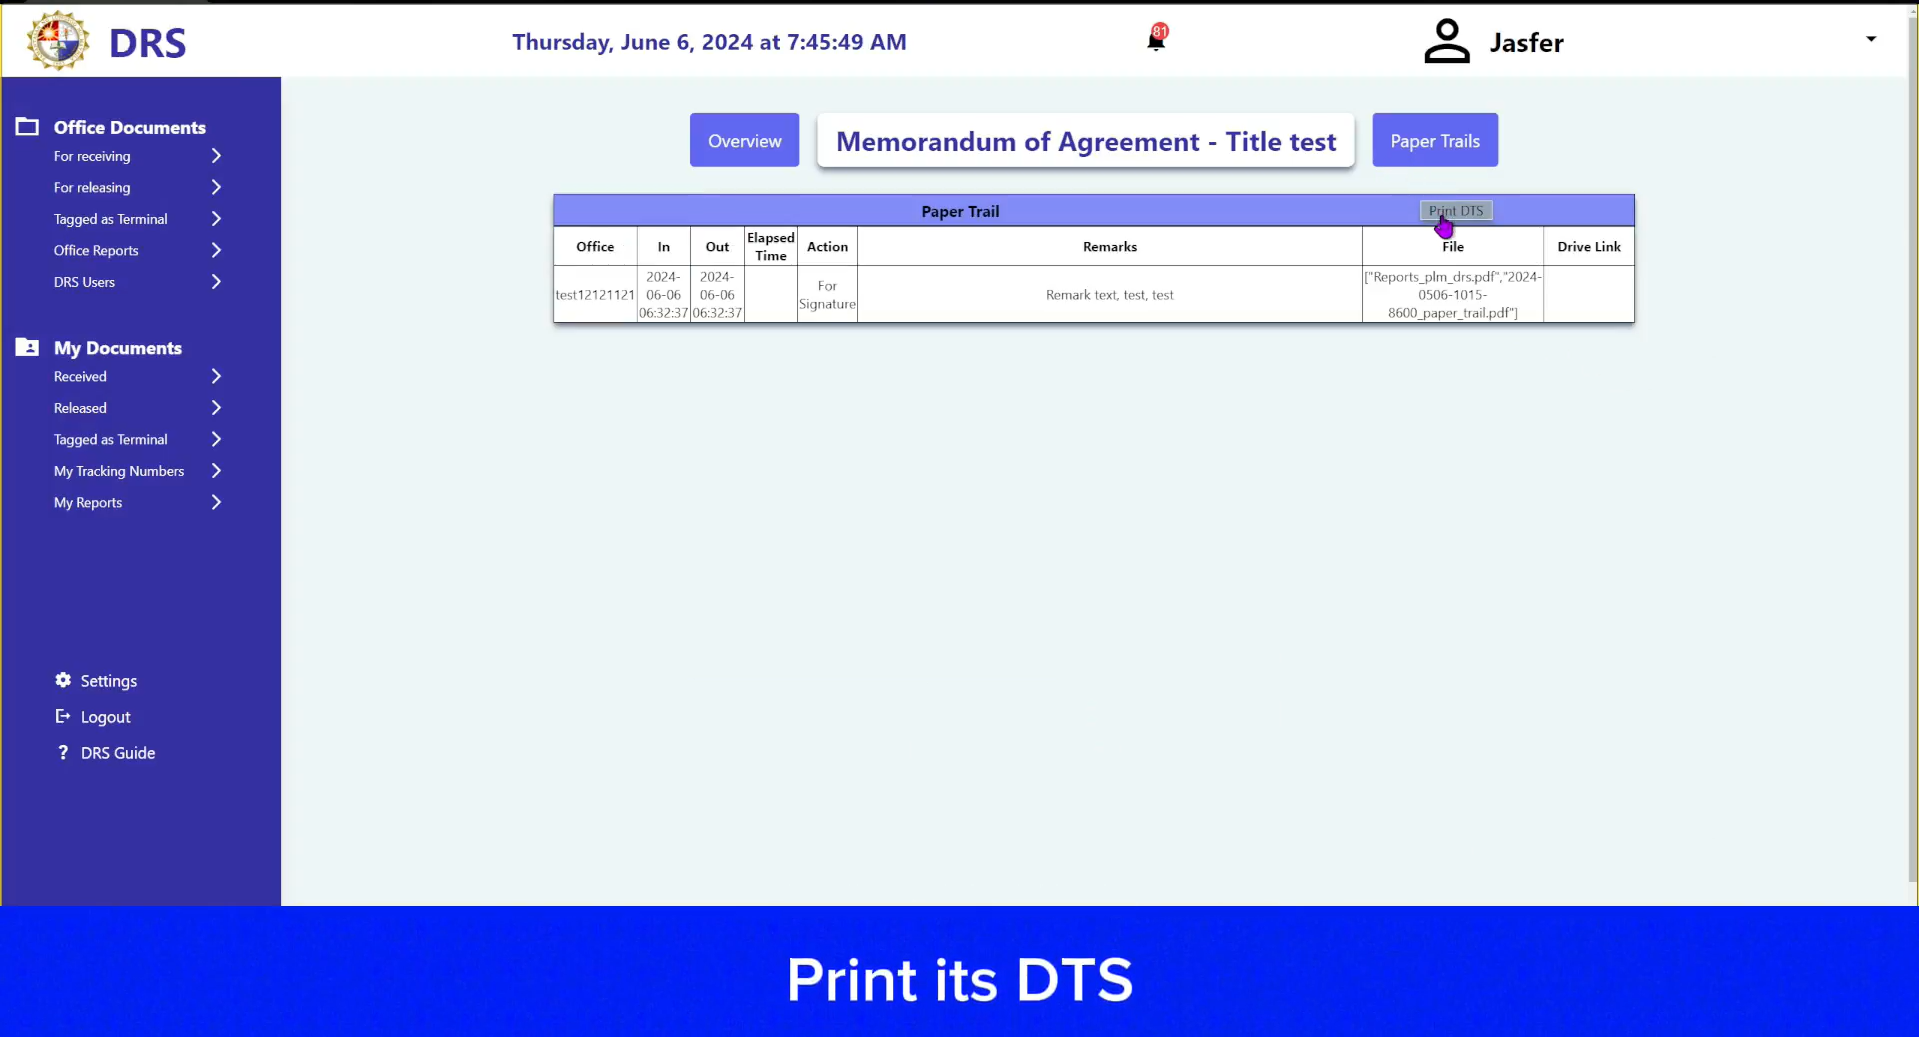 DRS
Thursday, June 6, 2024 at 7:45:49 AM
81
Jasfer
Office Documents
For receiving
For releasing
Tagged as Terminal
Office Reports
DRS Users
My Documents
Received
Released
Tagged as Terminal
My Tracking Numbers
My Reports
Settings
Logout
? DRS Guide
Overview
Memorandum of Agreement - Title test
Paper Trails
Paper Trail
Print DTS
Office In Out Elapsed Time Action Remarks File Drive Link
test12121121
2024-
06-06
06:32:37
2024-
06-06
06:32:37
For
Signature
Remark text, test, test
["Reports_plm_drs.pdf","2024-
0506-1015-
8600_paper_trail.pdf"]
Print its DTS